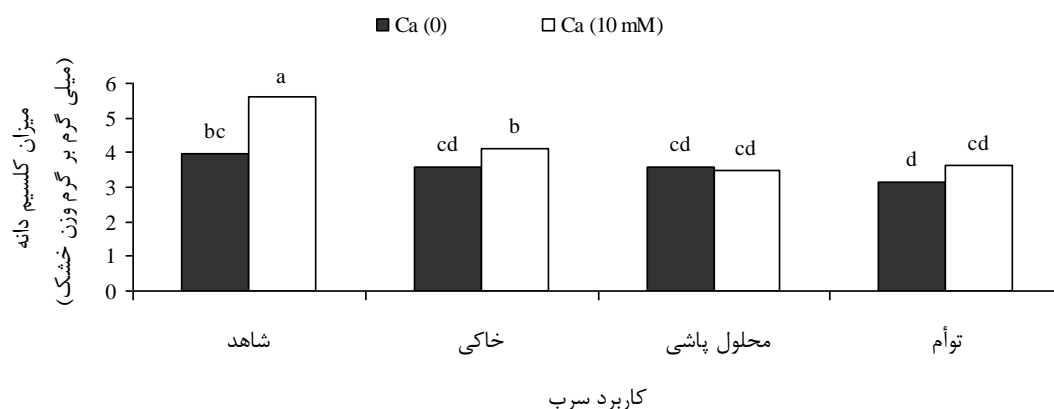 Ca (0) Ca (10 mM)
میزان کلسیم دانه
(میلی گرم بر گرم وزن خشک)
6
5
4
3
2
1
0
bc a cd b cd cd d cd
شاهد خاکی محلول پاشی توأم
کاربرد سرب